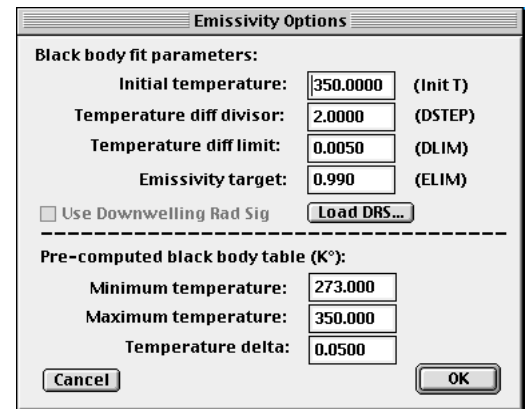 Emissivity Options
Black body fit parameters:
Initial temperature: 350.0000 (Init T)
Temperature diff divisor: 2.0000 (DSTEP)
Temperature diff limit: 0.0050 (DLIM)
Emissivity target: 0.990 (ELIM)
Use Downwelling Rad Sig Load DRS...
Pre-computed black body table (K°):
Minimum temperature: 273.000
Maximum temperature: 350.000
Temperature delta: 0.0500
Cancel OK